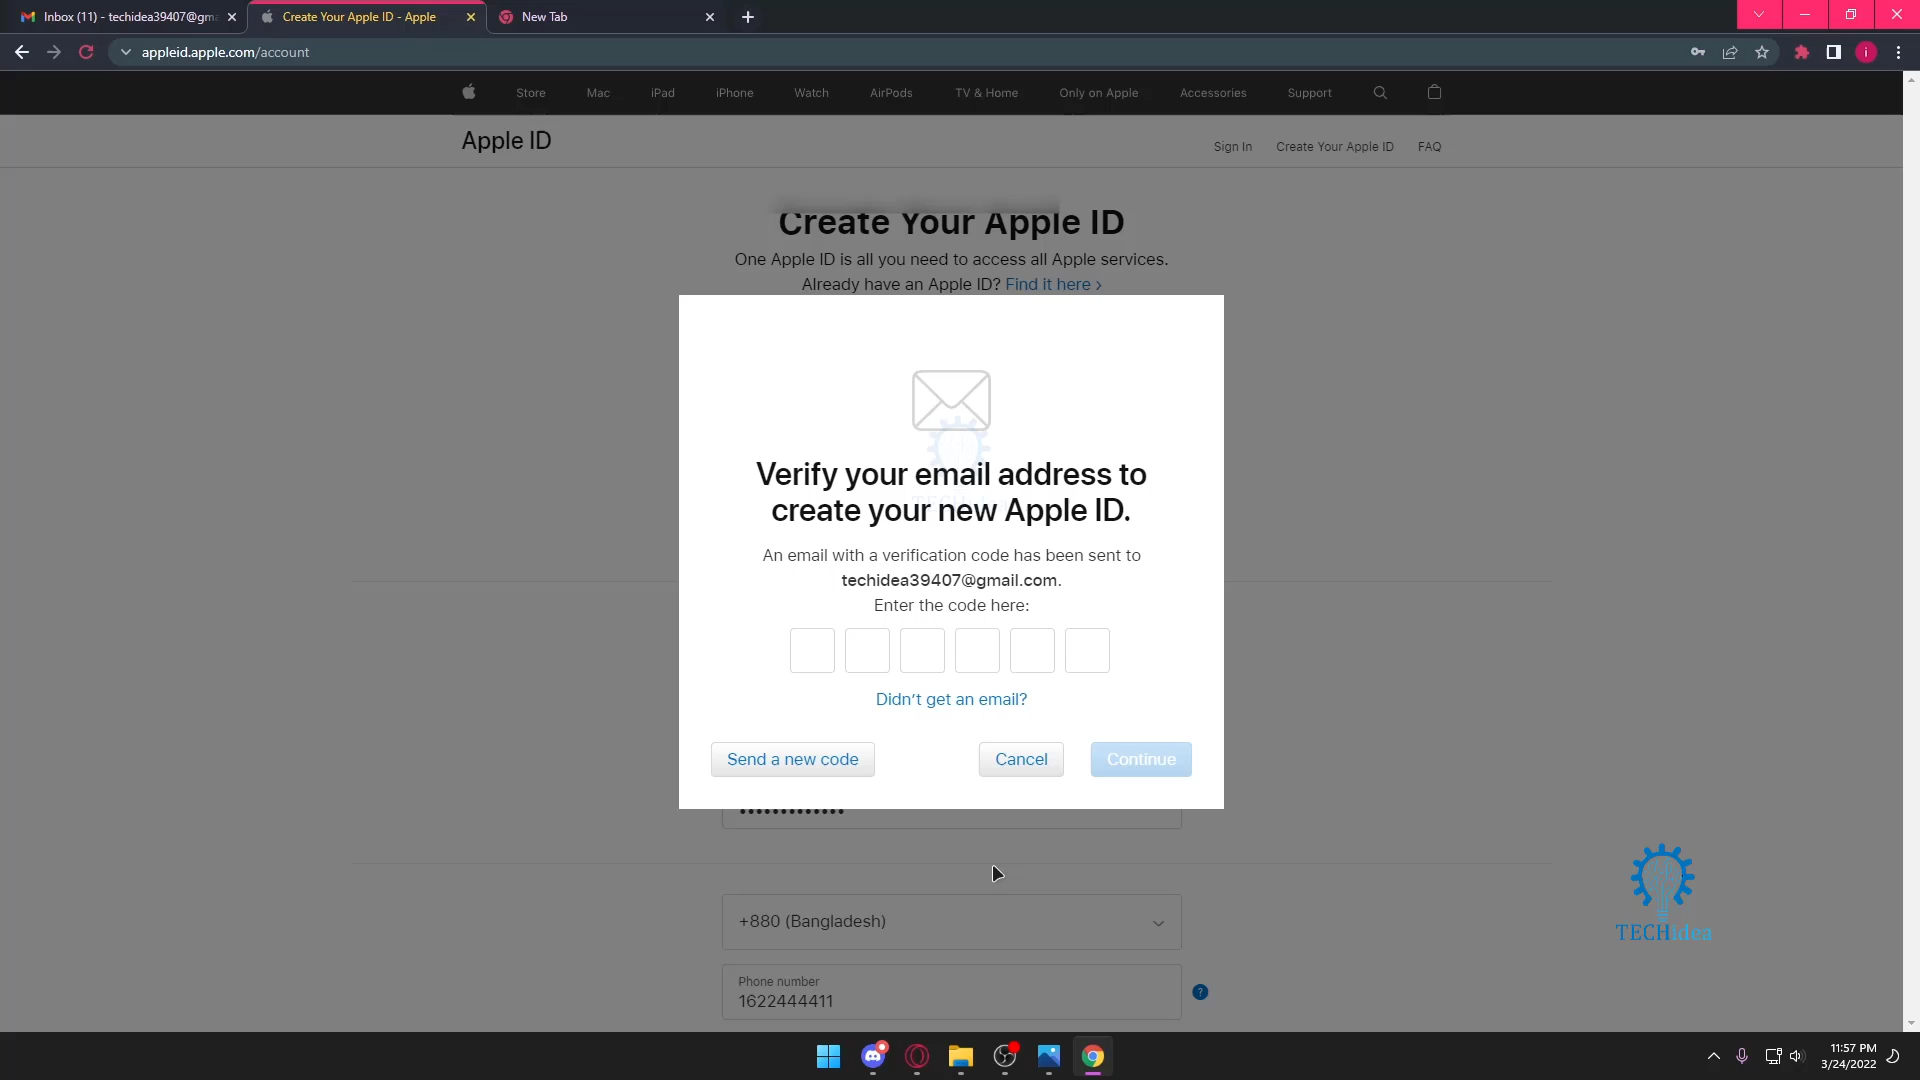 Inbox (11) - techidea39407@gma
Create Your Apple ID - Apple
New Tab
appleid.apple.com/account
i
Store
Mac
iPad
iPhone
Watch
AirPods
TV & Home
Only on Apple
Accessories
Support
Apple ID
Sign In
Create Your Apple ID
FAQ
Create Your Apple ID
One Apple ID is all you need to access all Apple services.
Already have an Apple ID? Find it here ›
Verify your email address to
create your new Apple ID.
An email with a verification code has been sent to
techidea39407@gmail.com.
Enter the code here:
Didn't get an email?
Send a new code
Cancel
Continue
•••••••••••••
+880 (Bangladesh)
Phone number
1622444411
?
TECHidea
11:57 PM
3/24/2022